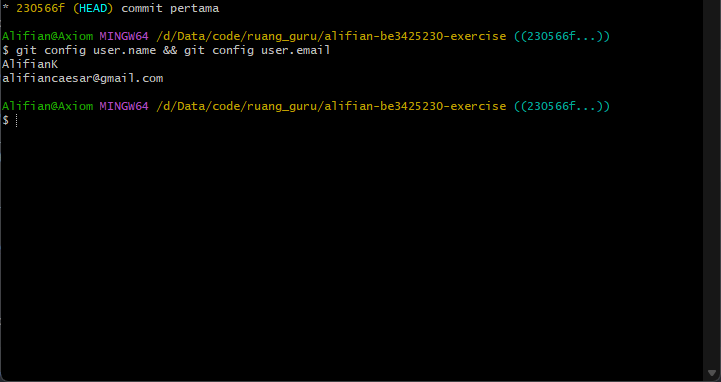 * 230566f (HEAD) commit pertama
Alifian@Axiom MINGW64 /d/Data/code/ruang_guru/alifian-be3425230-exercise ((230566f...))
$ git config user.name && git config user.email
AlifianK
alifiancaesar@gmail.com
Alifian@Axiom MINGW64 /d/Data/code/ruang_guru/alifian-be3425230-exercise ((230566f...))
$